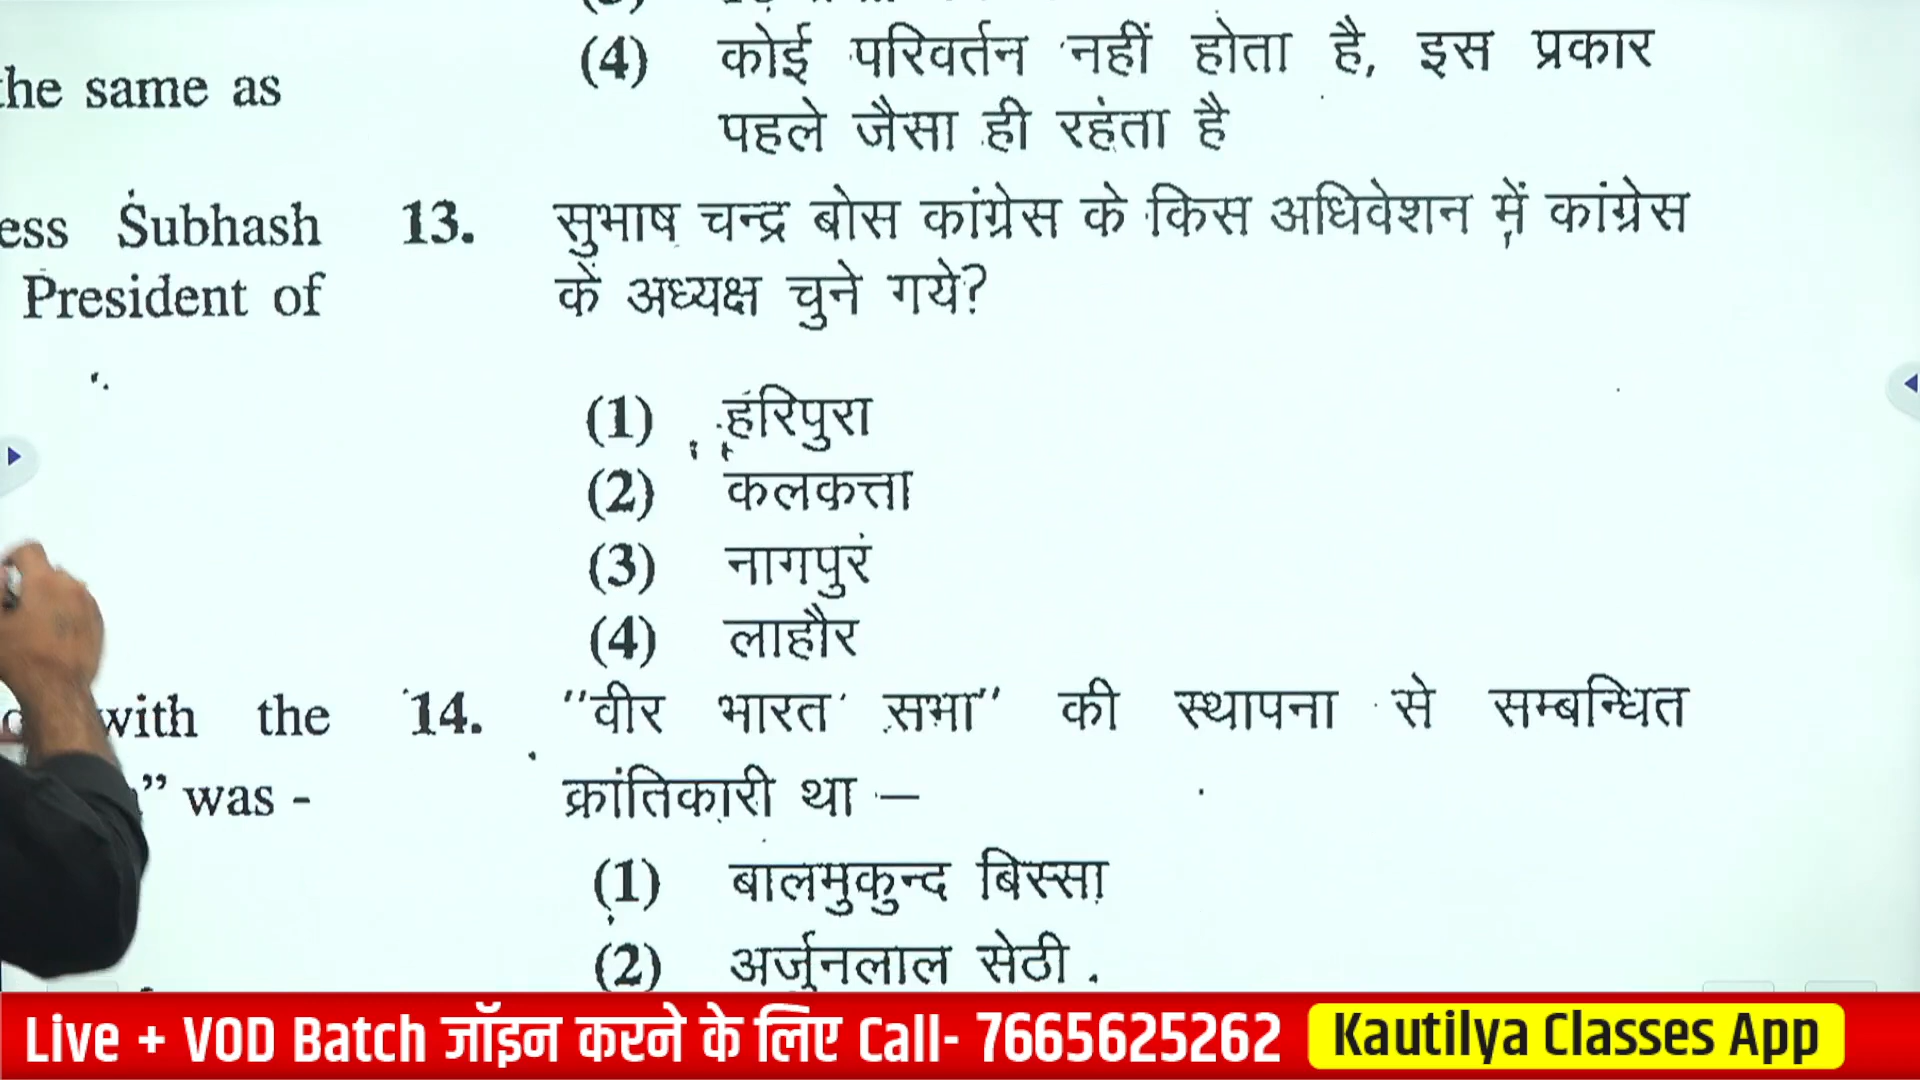 (4) कोई परिवर्तन नहीं होता है, इस प्रकार
the same as
पहले जैसा ही रहता है
ess Subhash
13. सुभाष चन्द्र बोस कांग्रेस के किस अधिवेशन में कांग्रेस
President of
के अध्यक्ष चुने गये?
(1) हरिपुरा
(2) कलकत्ता
(3) नागपुर
(4) लाहौर
with the
14. "वीर भारत सभा" की स्थापना से सम्बन्धित
" was -
क्रांतिकारी था –
(1) बालमुकुन्द बिस्सा
(2) अर्जुनलाल सेठी
Live + VOD Batch जॉइन करने के लिए Call- 7665625262 Kautilya Classes App